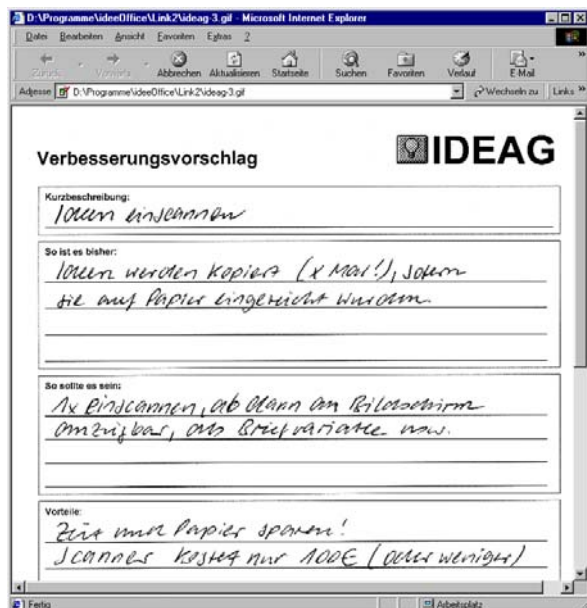 D:\Programme\ideeOffice\Link2\ideag-3.gif - Microsoft Internet Explorer
Datei Bearbeiten Ansicht Favoriten Extras ?
Zurück Vorwärts Abbrechen Aktualisieren Startseite Suchen Favoriten Verlauf E-Mail »
Adresse D:\Programme\ideeOffice\Link2\ideag-3.gif Wechseln zu Links »
Verbesserungsvorschlag IDEAG
Kurzbeschreibung:
Ideen einscannen
So ist es bisher:
Ideen werden kopiert (x Mal!), sofern
sie auf Papier eingereicht wurden.
So sollte es sein:
1x einscannen, ab dann am Bildschirm
anzeigbar, als Briefvariable usw.
Vorteile:
Zeit und Papier sparen!
Scanner kostet nur 100€ (oder weniger)
Fertig Arbeitsplatz